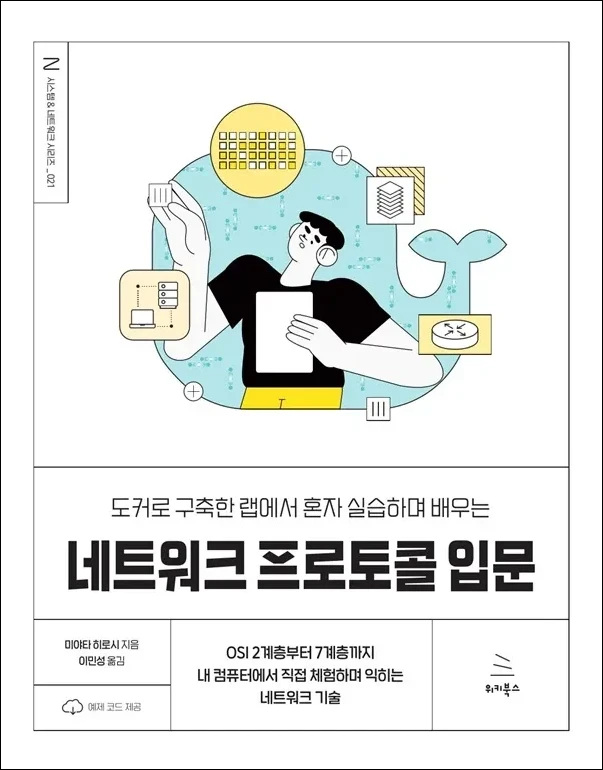 N 시스템 & 네트워크 시리즈 _ 021
도커로 구축한 랩에서 혼자 실습하며 배우는
네트워크 프로토콜 입문
미야타 히로시 지음
이민성 옮김
예제 코드 제공
OSI 2계층부터 7계층까지
내 컴퓨터에서 직접 체험하며 익히는
네트워크 기술
위키북스